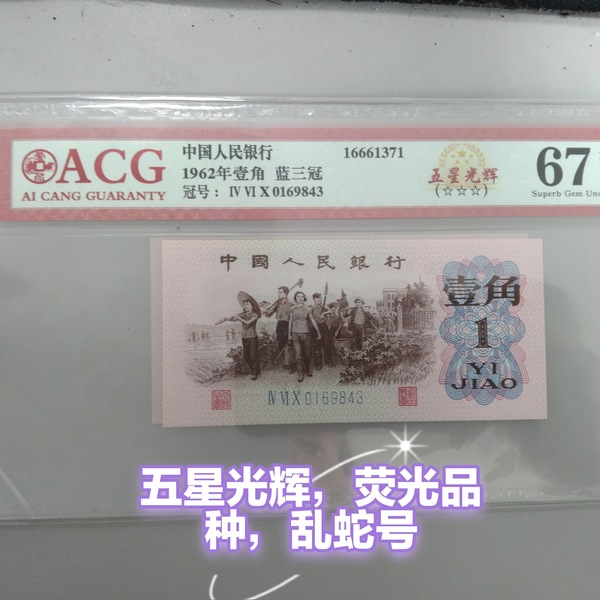 ACG
AI CANG GUARANTY
中国人民银行
1962年壹角 蓝三冠
冠号： Ⅳ Ⅵ Ⅹ 0169843
16661371
五星光辉
(☆☆☆)
67
Superb Gem Unc
中國人民銀行
壹角
1
YI
JIAO
Ⅳ Ⅵ Ⅹ 0169843
五星光辉，荧光品
种，乱蛇号